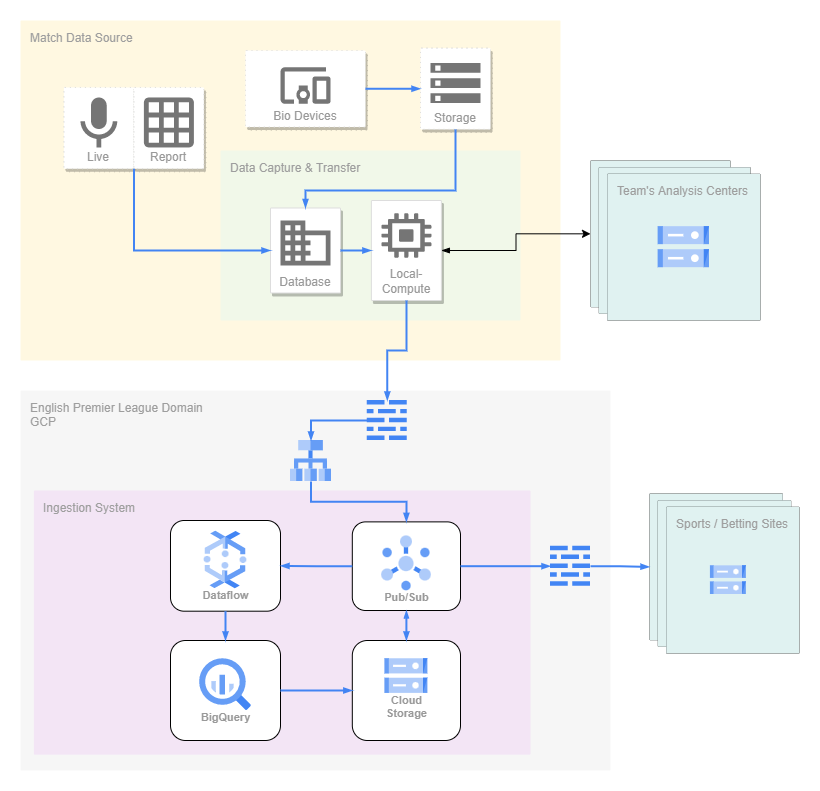 Match Data Source
Bio Devices
Storage
Live
Report
Data Capture & Transfer
Database
Local-
Compute
Team's Analysis Centers
English Premier League Domain
GCP
Ingestion System
Dataflow
Pub/Sub
Sports / Betting Sites
BigQuery
Cloud
Storage